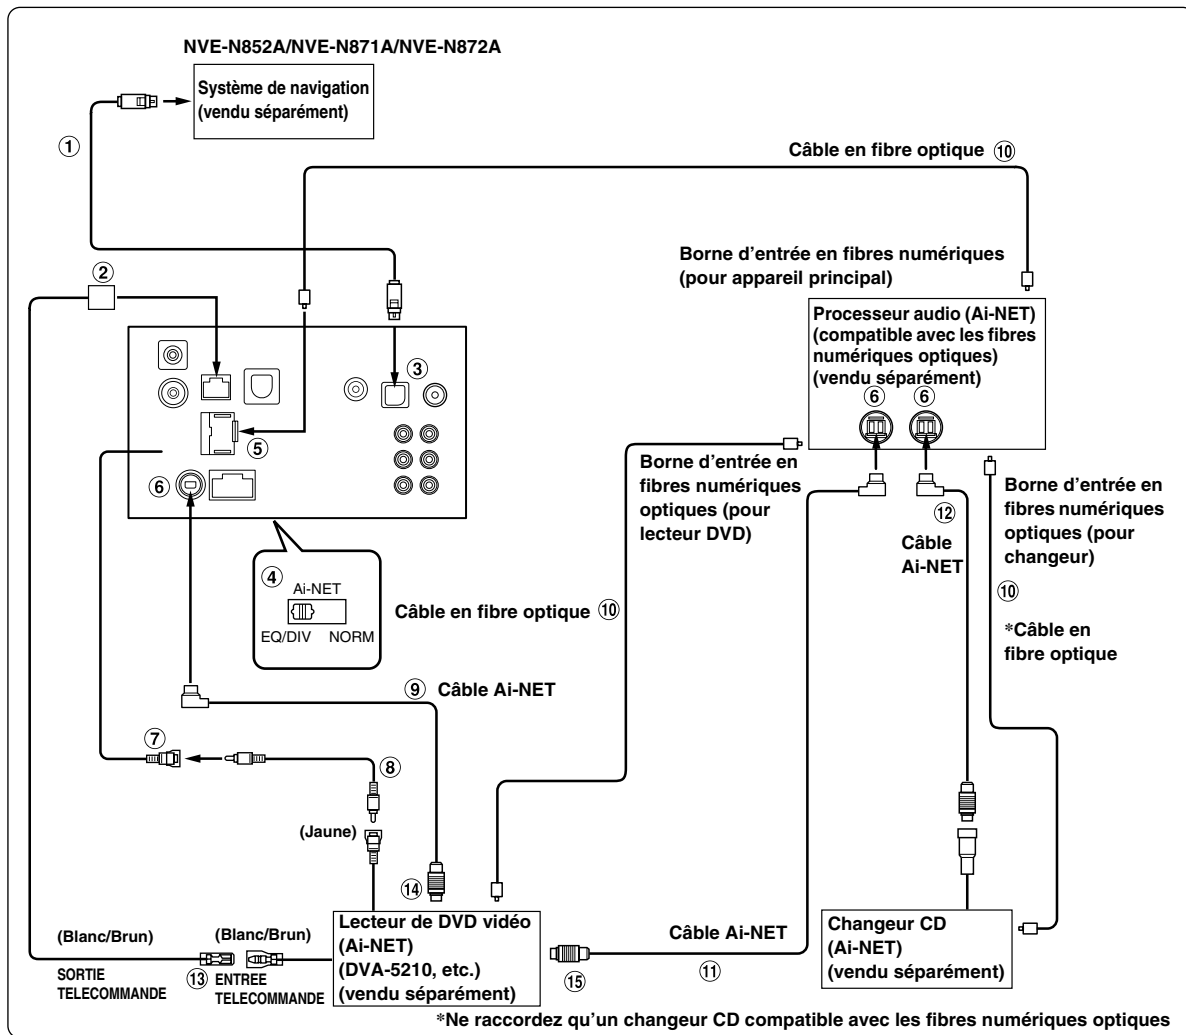 NVE-N852A/NVE-N871A/NVE-N872A
Système de navigation
(vendu séparément)
①
Câble en fibre optique ⑩
②
Borne d'entrée en fibres numériques
(pour appareil principal)
Processeur audio (Ai-NET)
(compatible avec les fibres
numériques optiques)
(vendu séparément)
③
⑥ ⑥
⑤
⑥
Borne d'entrée en
fibres numériques
optiques (pour
lecteur DVD)
Borne d'entrée en
fibres numériques
optiques (pour
changeur)
⑫
Câble
Ai-NET
④
Ai-NET
EQ/DIV NORM
Câble en fibre optique ⑩
⑩
*Câble en
fibre optique
⑨ Câble Ai-NET
⑦
⑧
(Jaune)
⑭
Lecteur de DVD vidéo
(Ai-NET)
(DVA-5210, etc.)
(vendu séparément)
Câble Ai-NET
⑪
⑮
Changeur CD
(Ai-NET)
(vendu séparément)
(Blanc/Brun) (Blanc/Brun)
SORTIE
TELECOMMANDE
⑬
ENTREE
TELECOMMANDE
*Ne raccordez qu'un changeur CD compatible avec les fibres numériques optiques